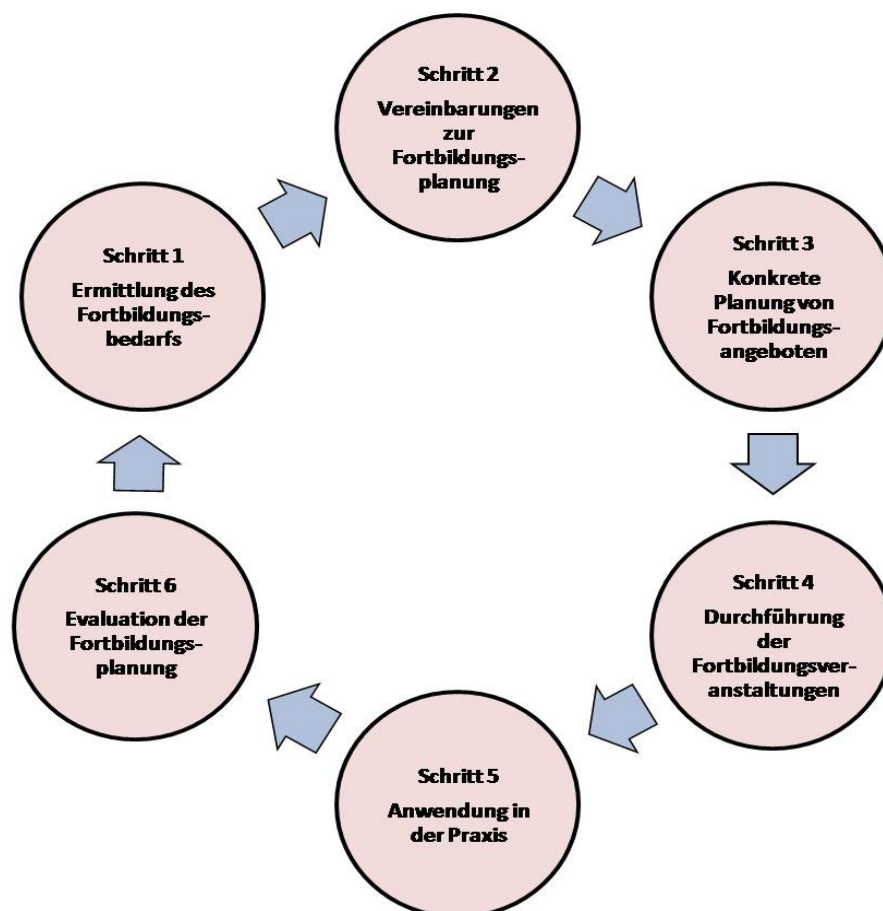 Schritt 1
Ermittlung des
Fortbildungs-
bedarfs
Schritt 2
Vereinbarungen
zur
Fortbildungs-
planung
Schritt 3
Konkrete
Planung von
Fortbildungs-
angeboten
Schritt 4
Durchführung
der
Fortbildungsver-
anstaltungen
Schritt 5
Anwendung in
der Praxis
Schritt 6
Evaluation der
Fortbildungs-
planung